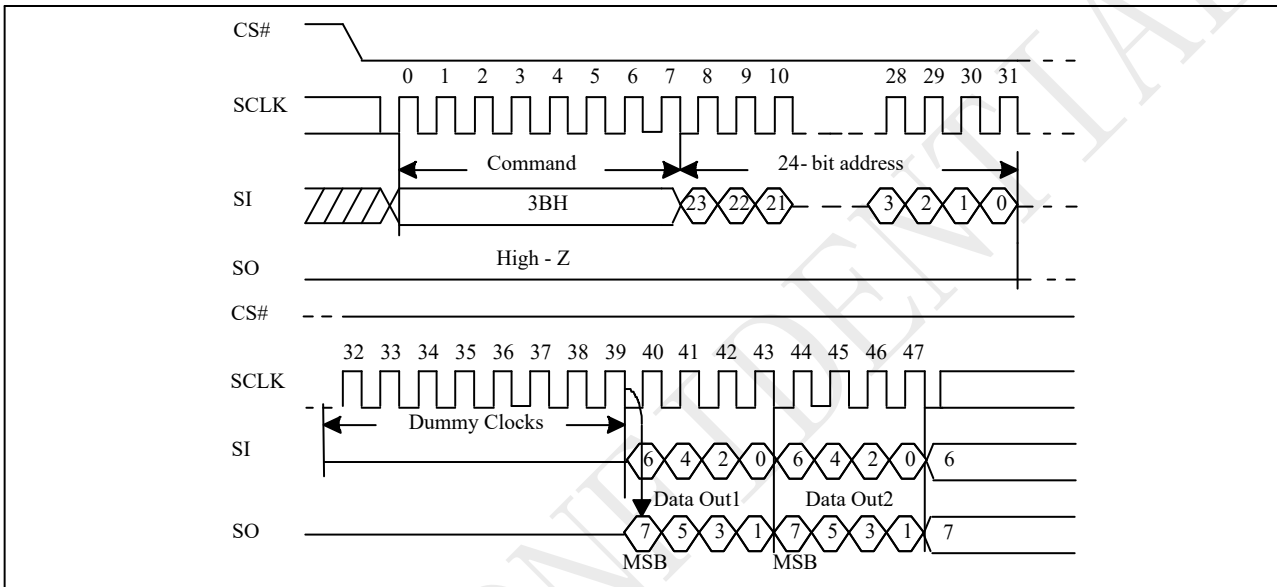 CS#
0 1 2 3 4 5 6 7 8 9 10 28 29 30 31
SCLK
Command 24- bit address
SI 3BH 23 22 21 3 2 1 0
High - Z
SO
CS#
32 33 34 35 36 37 38 39 40 41 42 43 44 45 46 47
SCLK
Dummy Clocks
SI 6 4 2 0 6 4 2 0 6
Data Out1 Data Out2
SO 7 5 3 1 7 5 3 1 7
MSB MSB